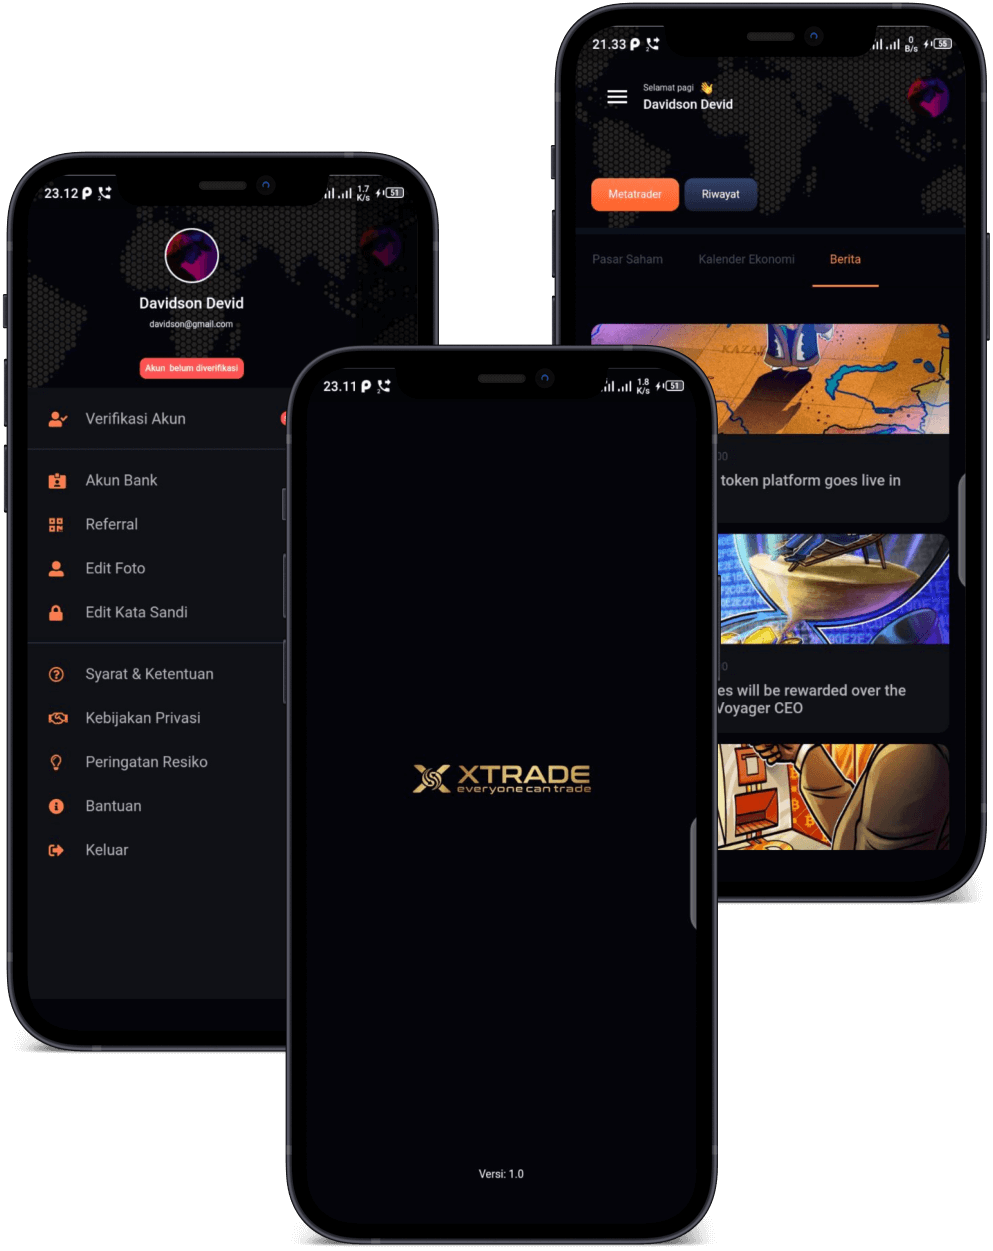 23.12
1.7
K/s
51
Davidson Devid
davidson@gmail.com
Akun belum diverifikasi
Verifikasi Akun
Akun Bank
Referral
Edit Foto
Edit Kata Sandi
Syarat & Ketentuan
Kebijakan Privasi
Peringatan Resiko
Bantuan
Keluar
23.11
1.8
K/s
51
XTRADE
everyone can trade
Versi: 1.0
21.33
0
B/s
55
Selamat pagi 👋
Davidson Devid
Metatrader
Riwayat
Pasar Saham
Kalender Ekonomi
Berita
token platform goes live in
es will be rewarded over the
Voyager CEO